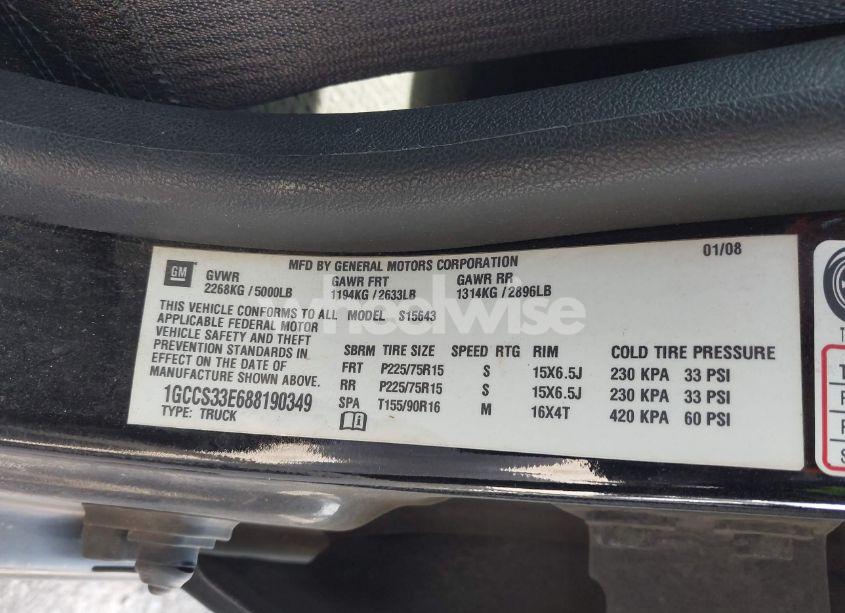 MFD BY GENERAL MOTORS CORPORATION 01/08
GM GVWR GAWR FRT GAWR RR
2268KG / 5000LB 1194KG / 2633LB 1314KG / 2896LB
THIS VEHICLE CONFORMS TO ALL MODEL S15643
APPLICABLE FEDERAL MOTOR
VEHICLE SAFETY AND THEFT
PREVENTION STANDARDS IN
EFFECT ON THE DATE OF
MANUFACTURE SHOWN ABOVE.
1GCCS33E688190349
TYPE: TRUCK
SBRM TIRE SIZE SPEED RTG RIM COLD TIRE PRESSURE
FRT P225/75R15 S 15X6.5J 230 KPA 33 PSI
RR P225/75R15 S 15X6.5J 230 KPA 33 PSI
SPA T155/90R16 M 16X4T 420 KPA 60 PSI
wheelwise